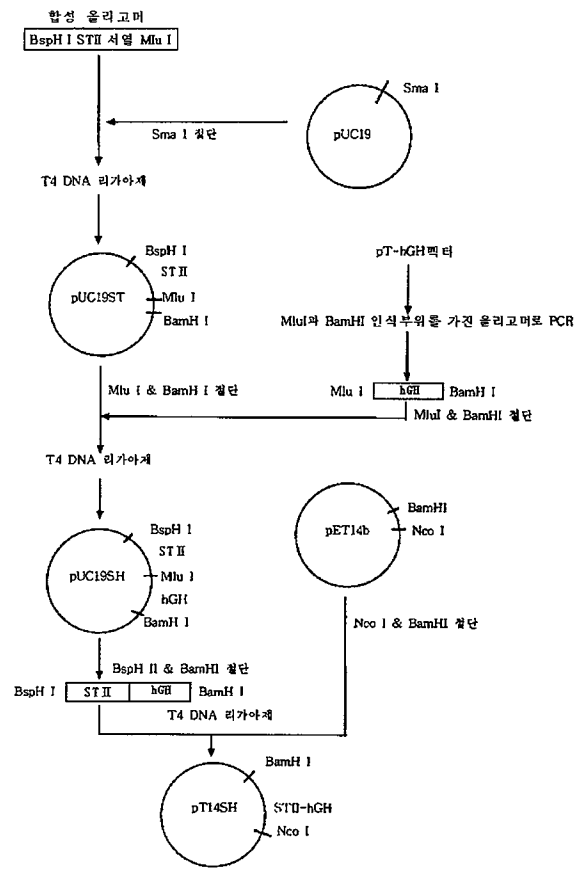 합성 올리고머
BspH I STⅡ 서열 Mlu I
Sma I
pUC19
Sma I 절단
T4 DNA 리가아제
BspH I
STⅡ
pUC19ST
Mlu I
BamH I
pT-hGH벡터
MluI과 BamHI 인식부위를 가진 올리고머로 PCR
Mlu I & BamH I 절단
Mlu I hGH BamH I
MluI & BamHI 절단
T4 DNA 리가아제
BspH I
STⅡ
pUC19SH
Mlu I
hGH
BamH I
BamHI
pET14b
Nco I
Nco I & BamHI 절단
BspH II & BamHI 절단
BspH I STⅡ hGH BamH I
T4 DNA 리가아제
BamH I
pT14SH
STⅡ-hGH
Nco I